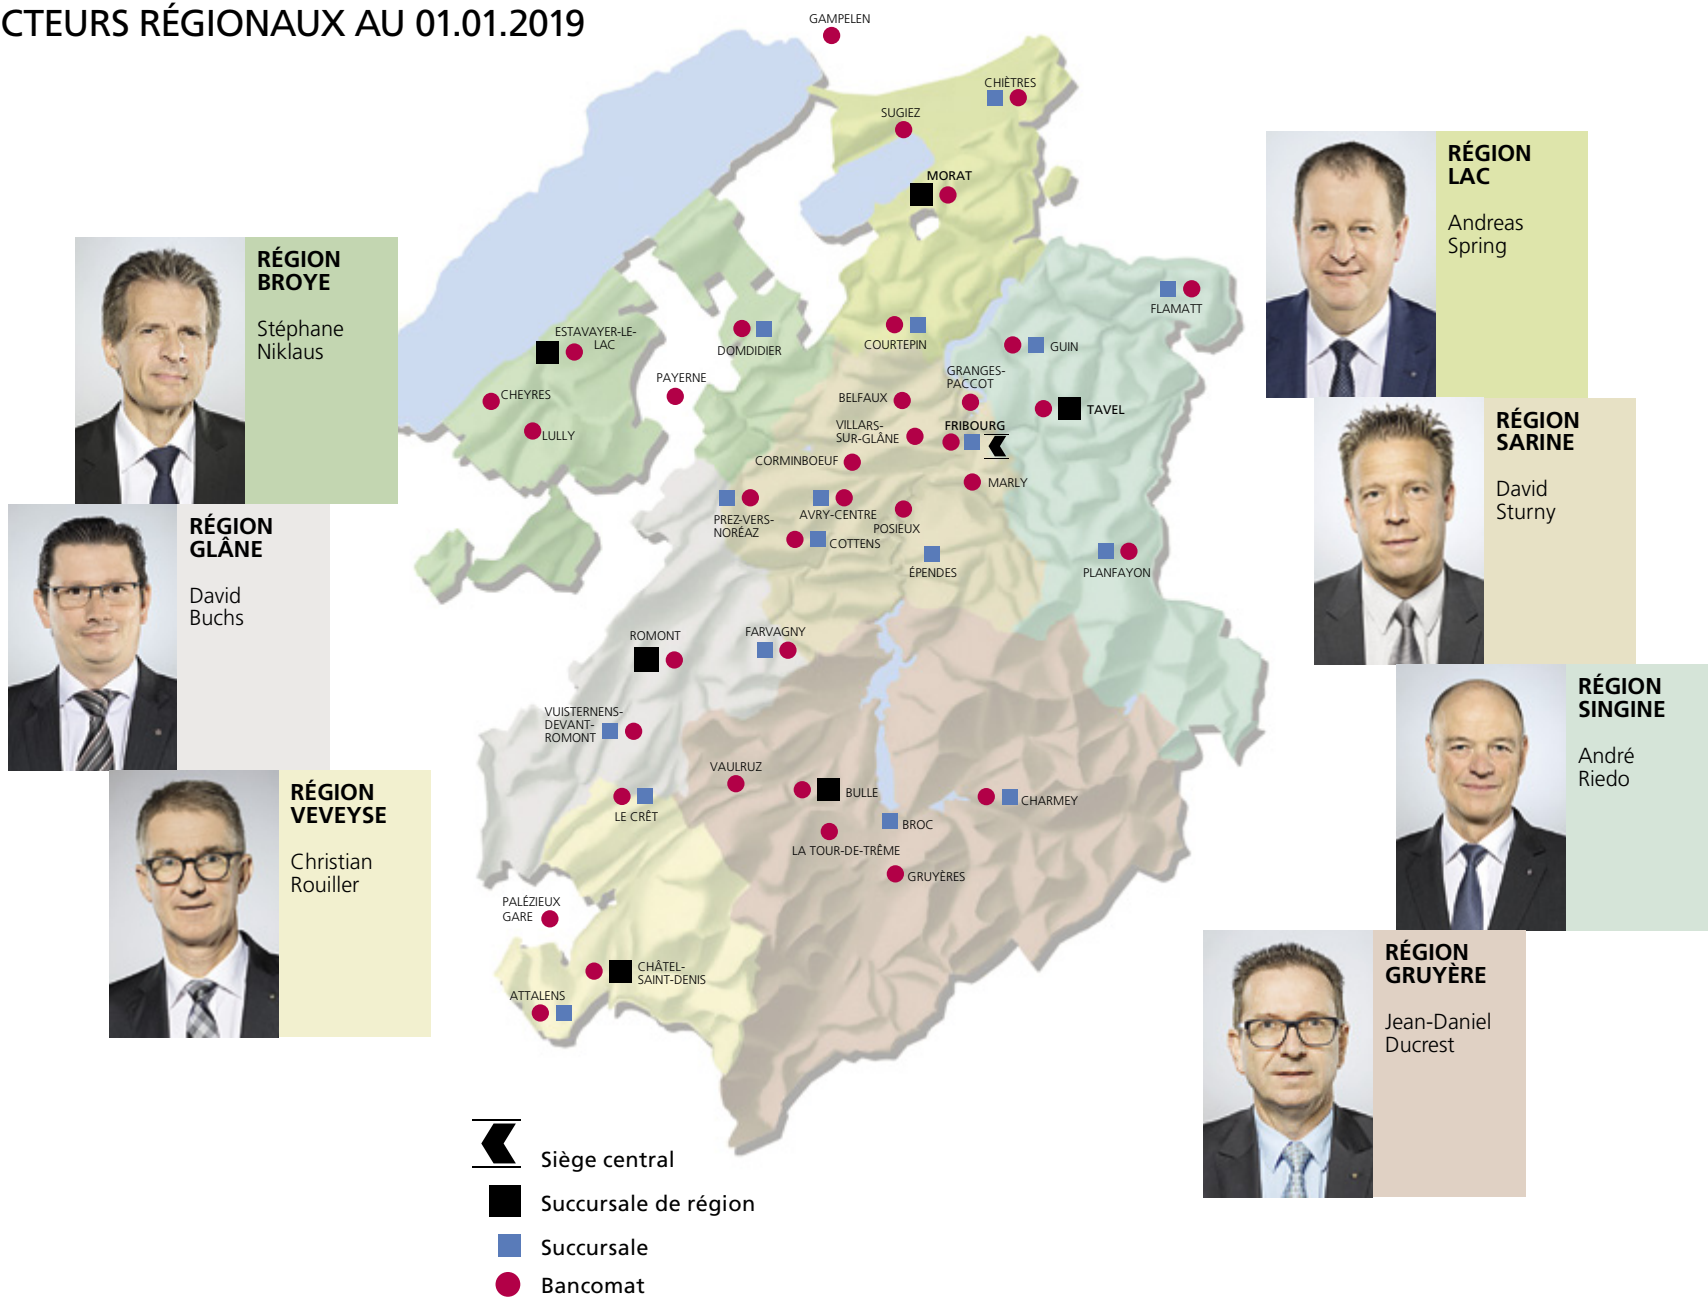 CTEURS RÉGIONAUX AU 01.01.2019
GAMPELEN
CHIÈTRES
SUGIEZ
MORAT
FLAMATT
ESTAVAYER-LE-
LAC
DOMDIDIER
COURTEPIN
GUIN
PAYERNE
GRANGES-
PACCOT
CHEYRES
BELFAUX
TAVEL
LULLY
VILLARS-
SUR-GLÂNE
FRIBOURG
CORMINBOEUF
MARLY
PREZ-VERS-
NORÉAZ
AVRY-CENTRE
POSIEUX
COTTENS
ÉPENDES
PLANFAYON
ROMONT
FARVAGNY
VUISTERNENS-
DEVANT-
ROMONT
VAULRUZ
BULLE
CHARMEY
LE CRÊT
BROC
LA TOUR-DE-TRÊME
GRUYÈRES
PALÉZIEUX
GARE
CHÂTEL-
SAINT-DENIS
ATTALENS
RÉGION
BROYE
Stéphane
Niklaus
RÉGION
GLÂNE
David
Buchs
RÉGION
VEVEYSE
Christian
Rouiller
RÉGION
LAC
Andreas
Spring
RÉGION
SARINE
David
Sturny
RÉGION
SINGINE
André
Riedo
RÉGION
GRUYÈRE
Jean-Daniel
Ducrest
Siège central
Succursale de région
Succursale
Bancomat